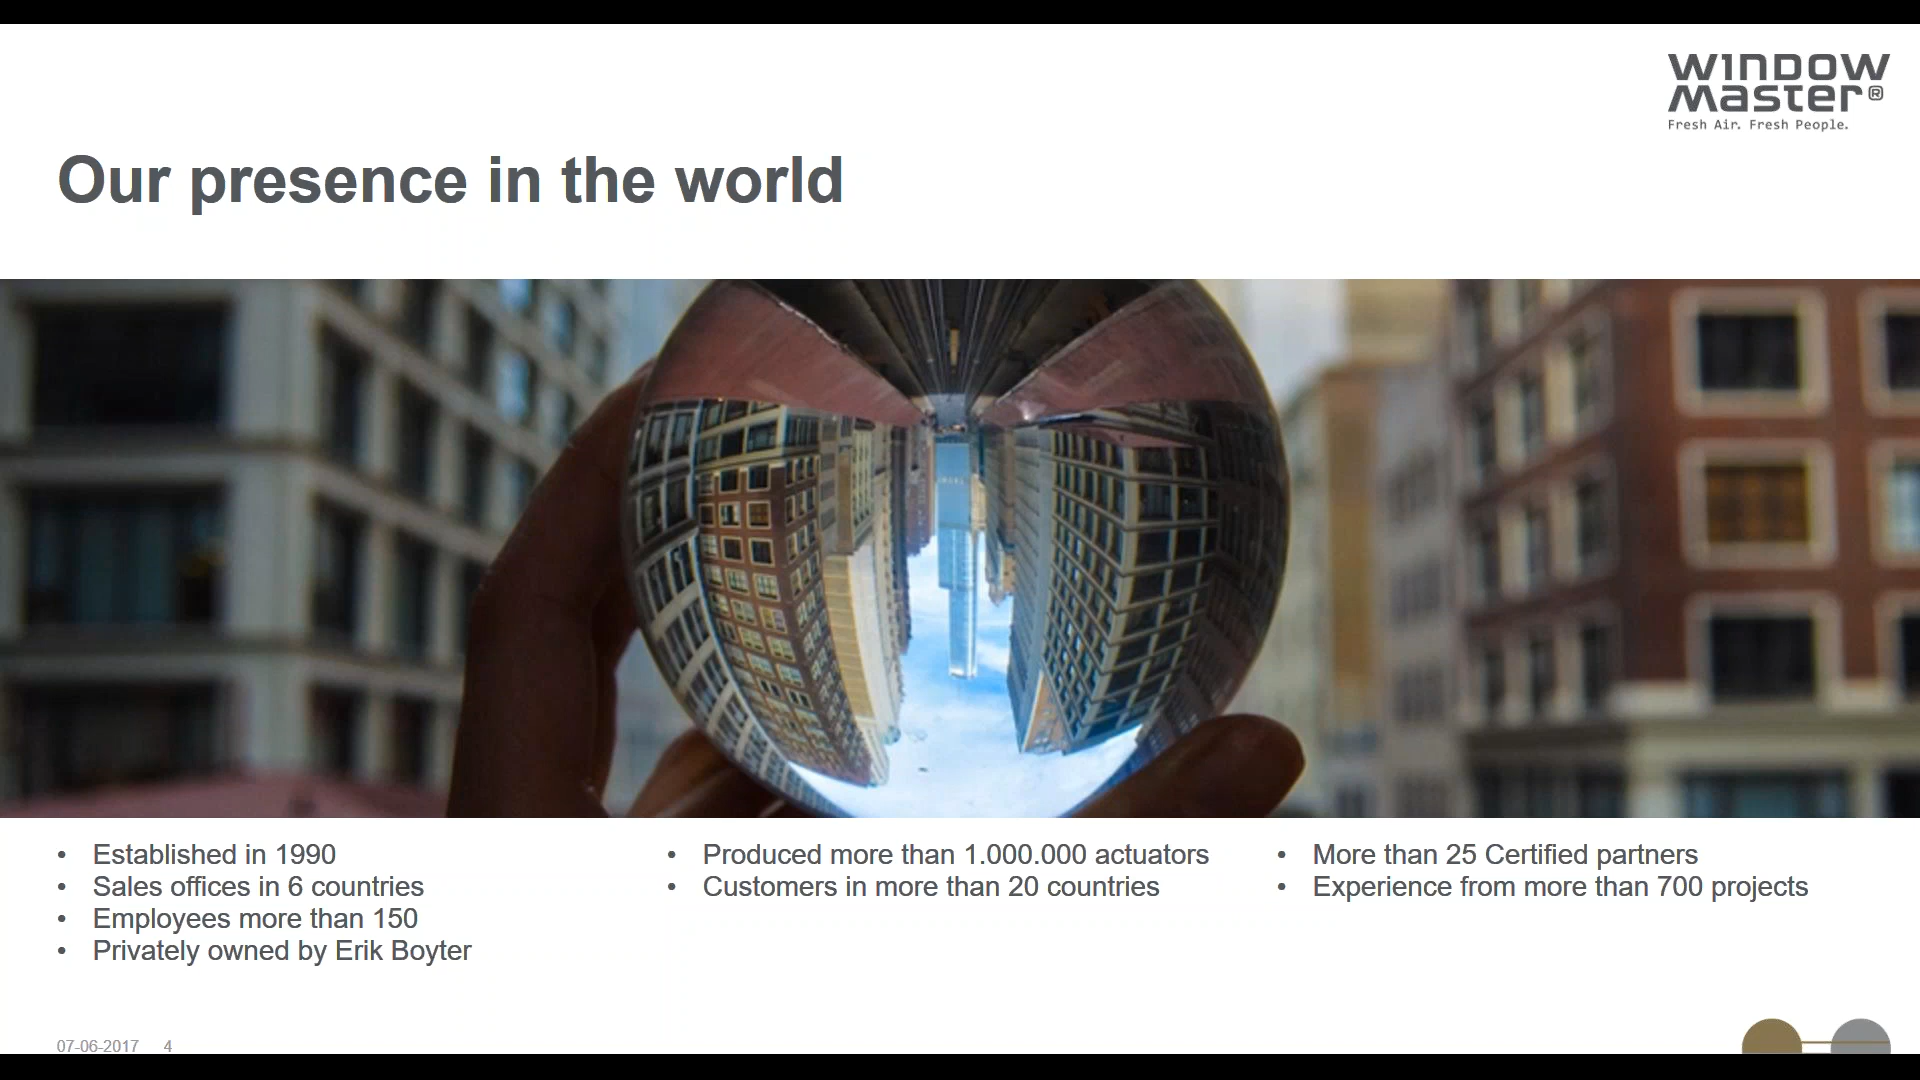 WINDOW
Master®
Fresh Air. Fresh People.
Our presence in the world
• Established in 1990
• Sales offices in 6 countries
• Employees more than 150
• Privately owned by Erik Boyter
• Produced more than 1.000.000 actuators
• Customers in more than 20 countries
• More than 25 Certified partners
• Experience from more than 700 projects
07-06-2017 4